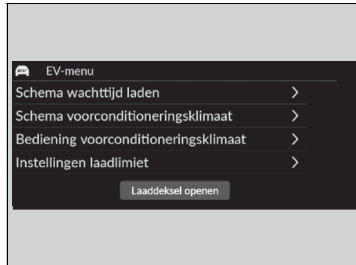 EV-menu
Schema wachttijd laden
Schema voorconditioneringsklimaat
Bediening voorconditioneringsklimaat
Instellingen laadlimiet
Laaddeksel openen